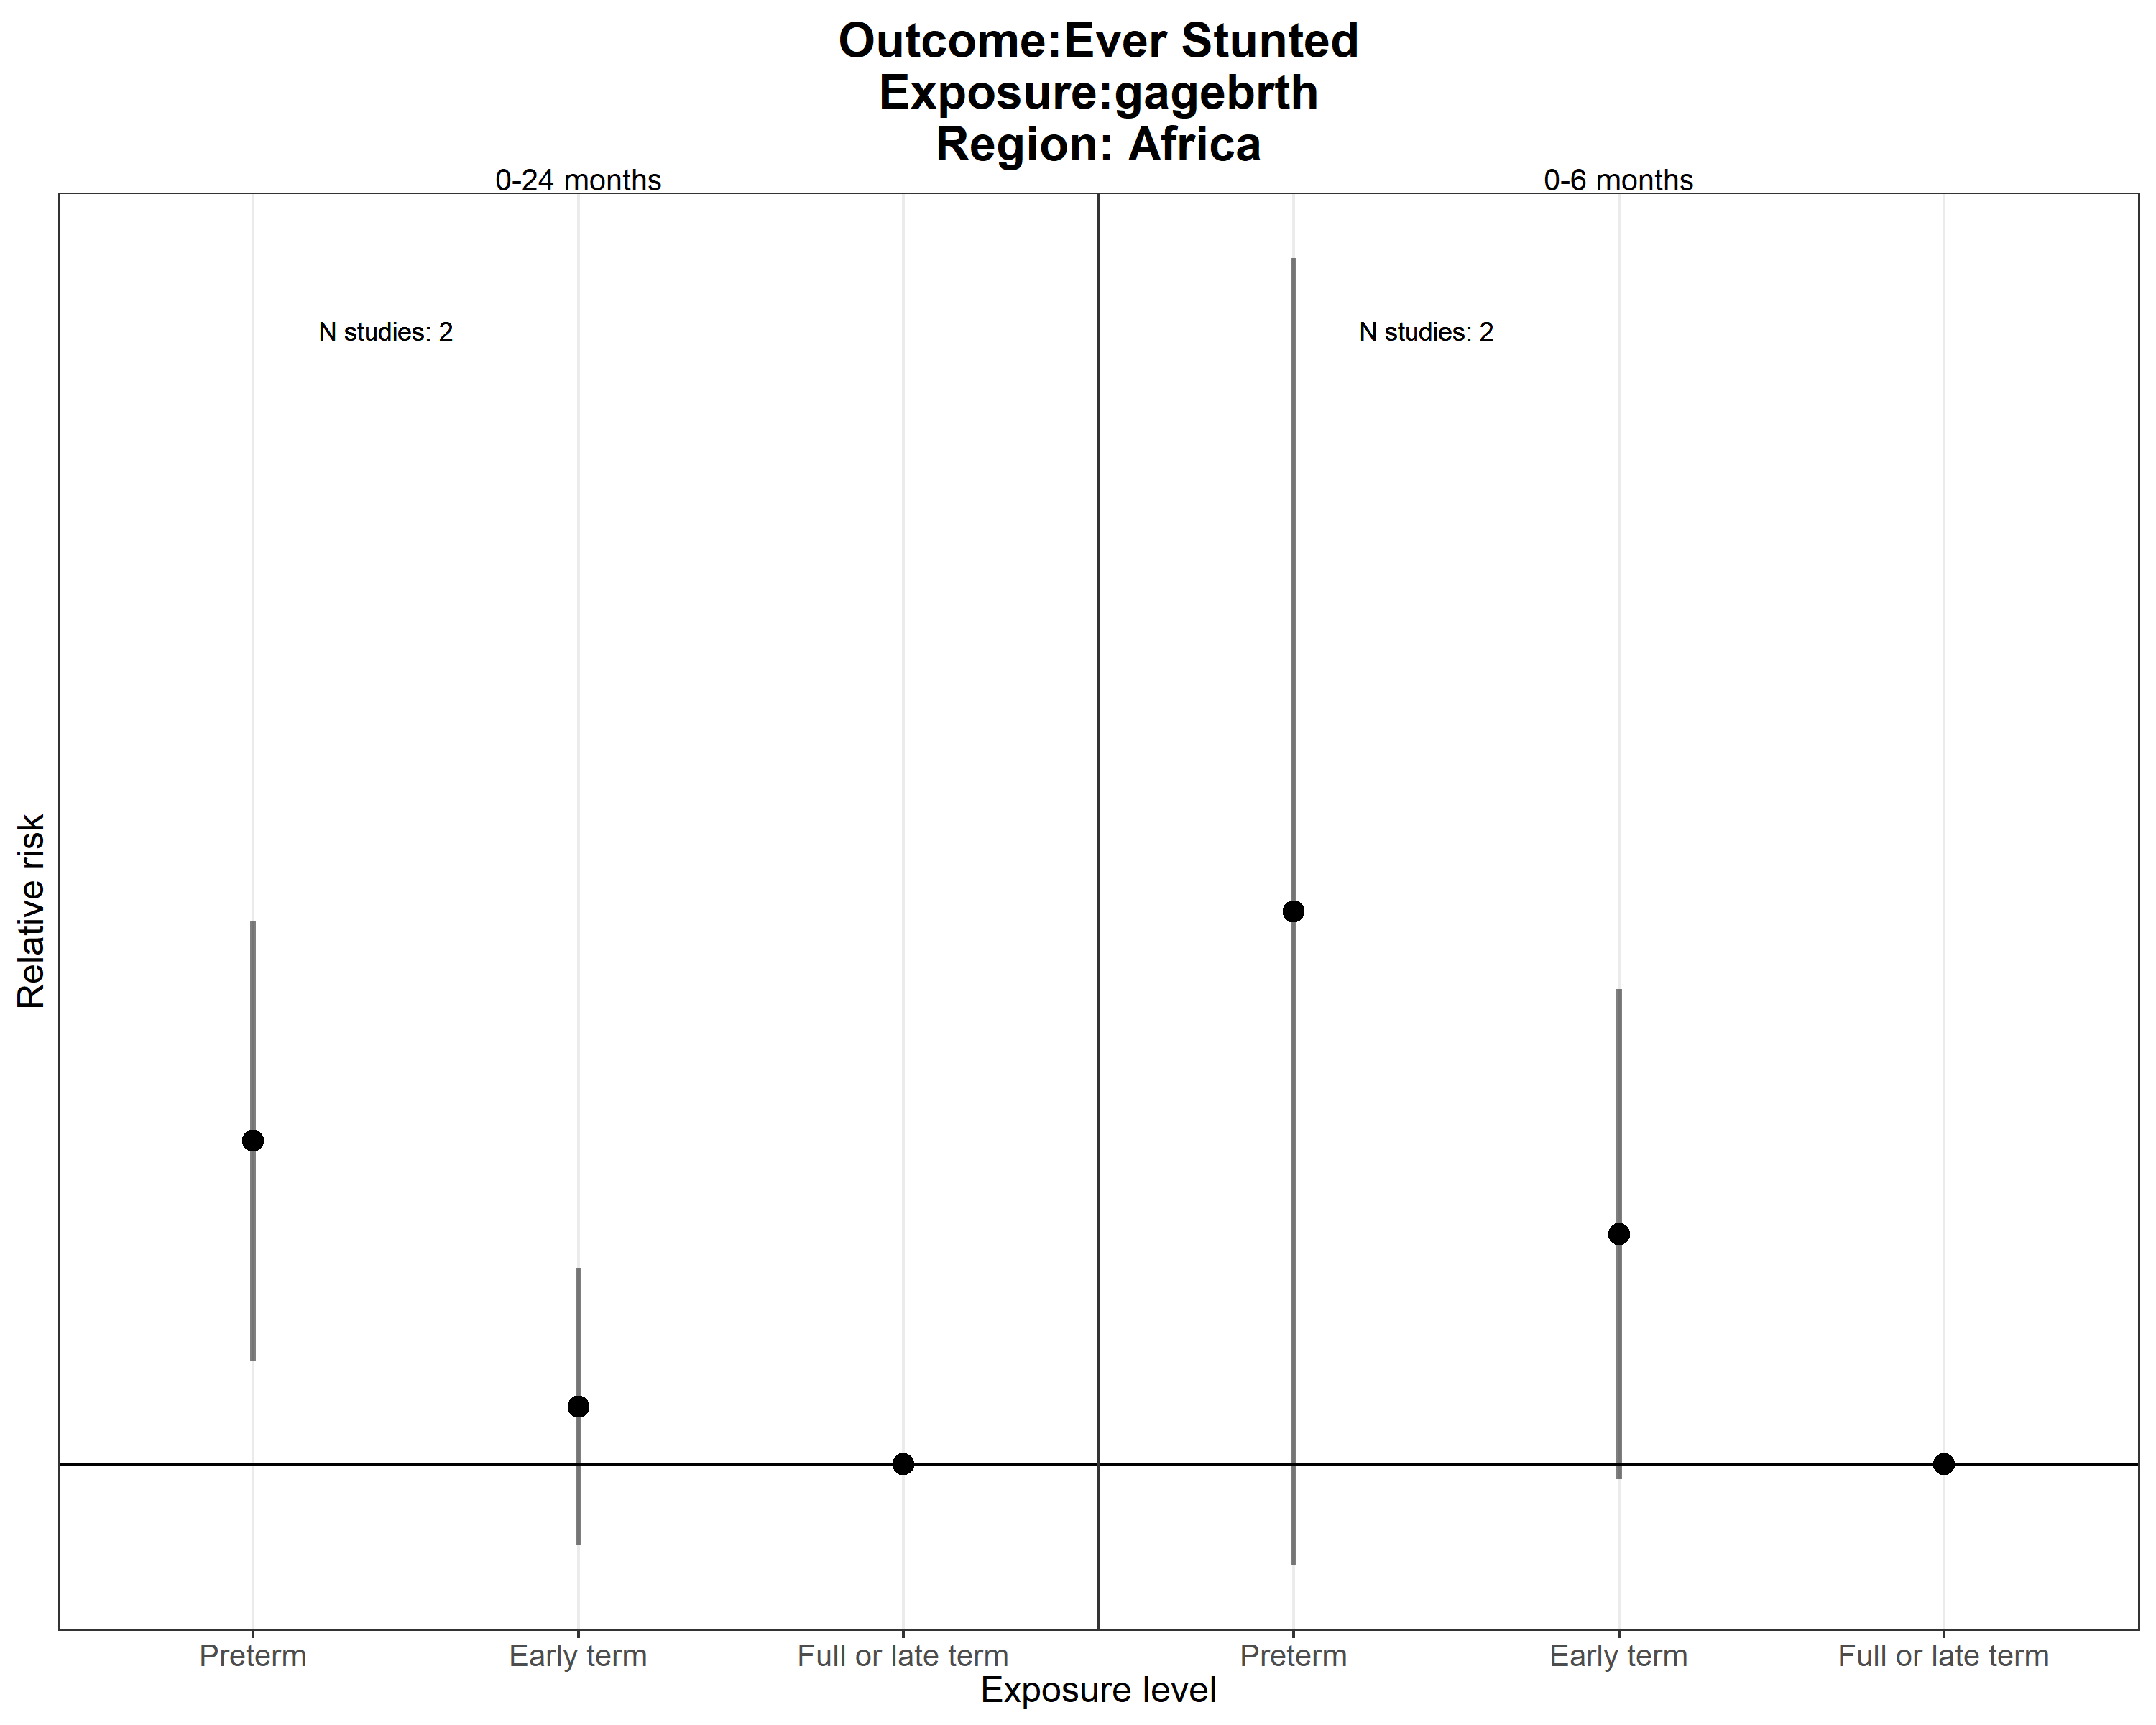 Outcome:Ever Stunted
Exposure:gagebrth
Region: Africa
0-24 months
0-6 months
N studies: 2
N studies: 2
Relative risk
Preterm
Early term
Full or late term
Preterm
Early term
Full or late term
Exposure level